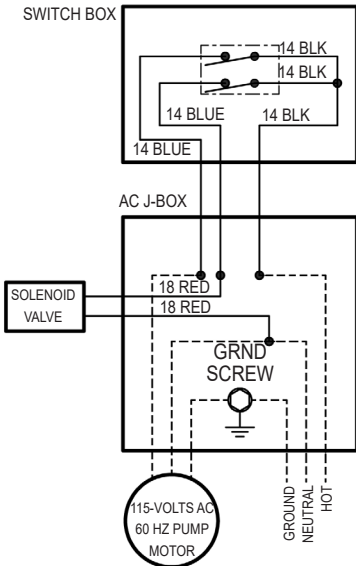 SWITCH BOX
14 BLK
14 BLK
14 BLUE
14 BLK
14 BLUE
AC J-BOX
SOLENOID
VALVE
18 RED
18 RED
GRND
SCREW
115-VOLTS AC
60 HZ PUMP
MOTOR
GROUND
NEUTRAL
HOT